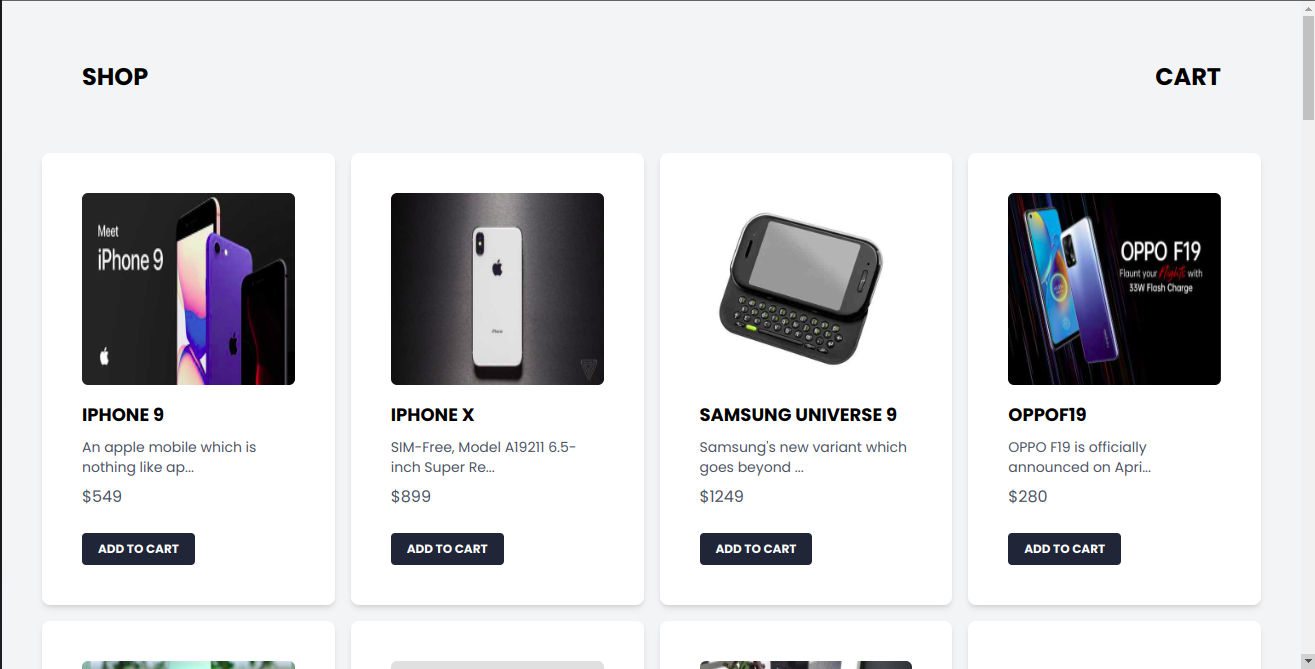 SHOP
CART
Meet
iPhone 9
iPhone
OPPO F19
Flaunt your Nights with
33W Flash Charge
IPHONE 9
An apple mobile which is
nothing like ap...
$549
ADD TO CART
IPHONE X
SIM-Free, Model A19211 6.5-
inch Super Re...
$899
ADD TO CART
SAMSUNG UNIVERSE 9
Samsung's new variant which
goes beyond ...
$1249
ADD TO CART
OPPOF19
OPPO F19 is officially
announced on Apri...
$280
ADD TO CART